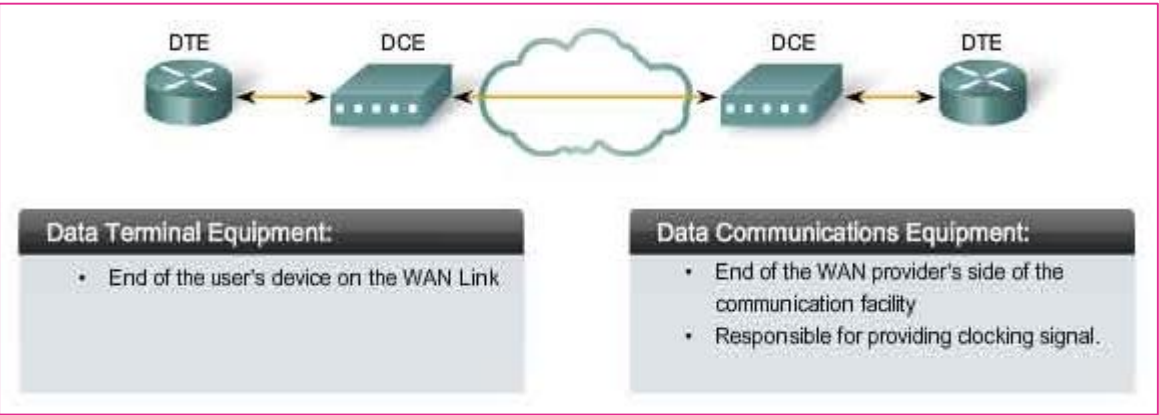 DTE DCE DCE DTE
Data Terminal Equipment:
• End of the user's device on the WAN Link
Data Communications Equipment:
• End of the WAN provider's side of the
communication facility
• Responsible for providing clocking signal.